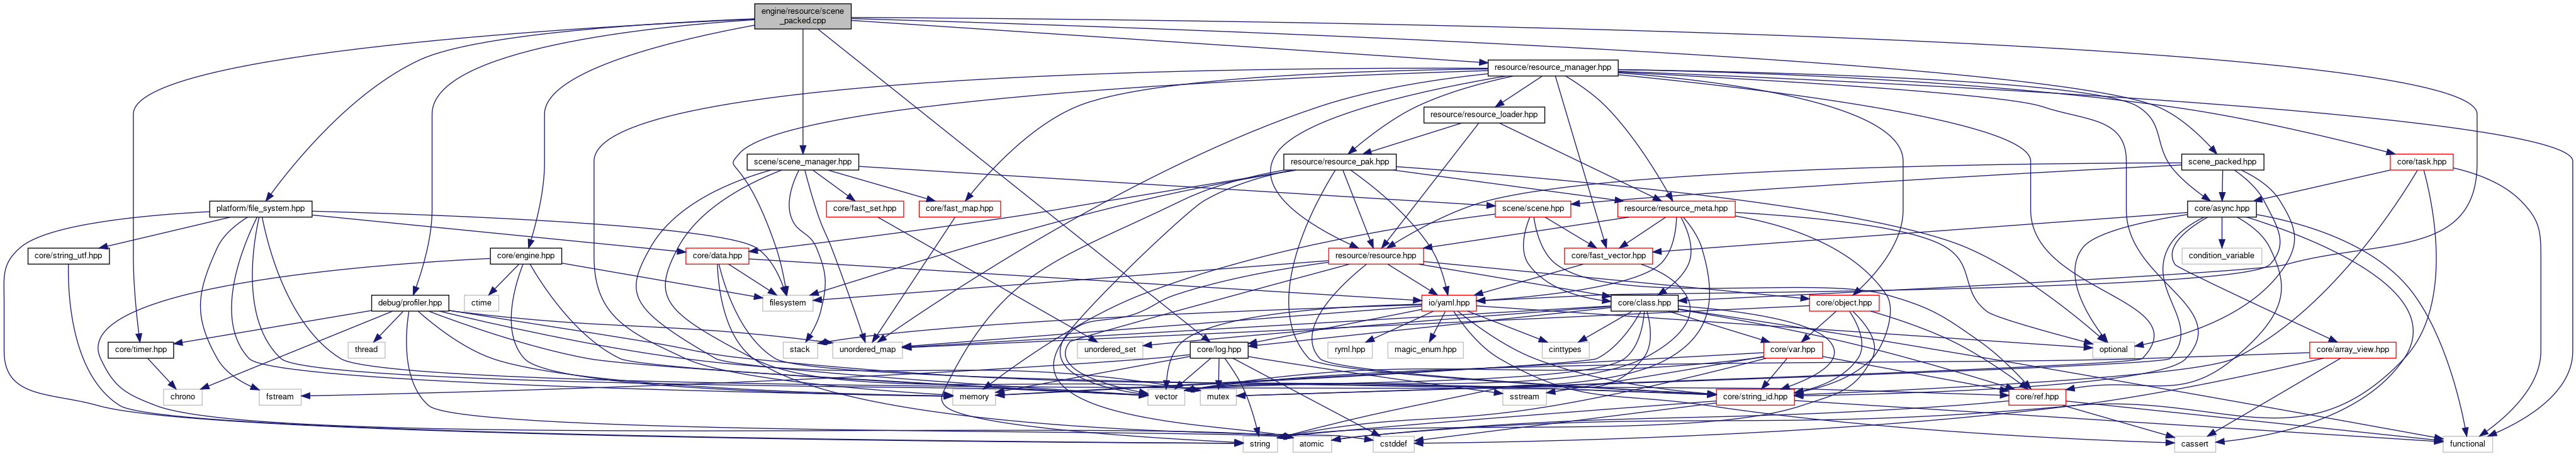 engine/resource/scene
_packed.cpp
resource/resource_manager.hpp
resource/resource_loader.hpp
scene/scene_manager.hpp
resource/resource_pak.hpp
scene_packed.hpp
core/task.hpp
platform/file_system.hpp
core/fast_set.hpp
core/fast_map.hpp
scene/scene.hpp
resource/resource_meta.hpp
core/async.hpp
core/string_utf.hpp
core/engine.hpp
core/data.hpp
resource/resource.hpp
core/fast_vector.hpp
condition_variable
debug/profiler.hpp
ctime
filesystem
io/yaml.hpp
core/class.hpp
core/object.hpp
core/timer.hpp
thread
stack
unordered_map
unordered_set
core/log.hpp
ryml.hpp
magic_enum.hpp
cinttypes
core/var.hpp
optional
core/array_view.hpp
chrono
fstream
memory
vector
mutex
sstream
core/string_id.hpp
core/ref.hpp
string
atomic
cstddef
cassert
functional